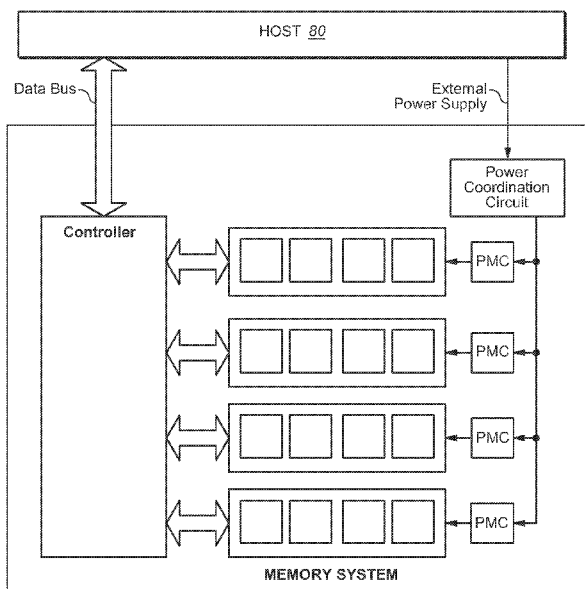 HOST 80
Data Bus
External
Power Supply
Power
Coordination
Circuit
Controller
PMC
PMC
PMC
PMC
MEMORY SYSTEM